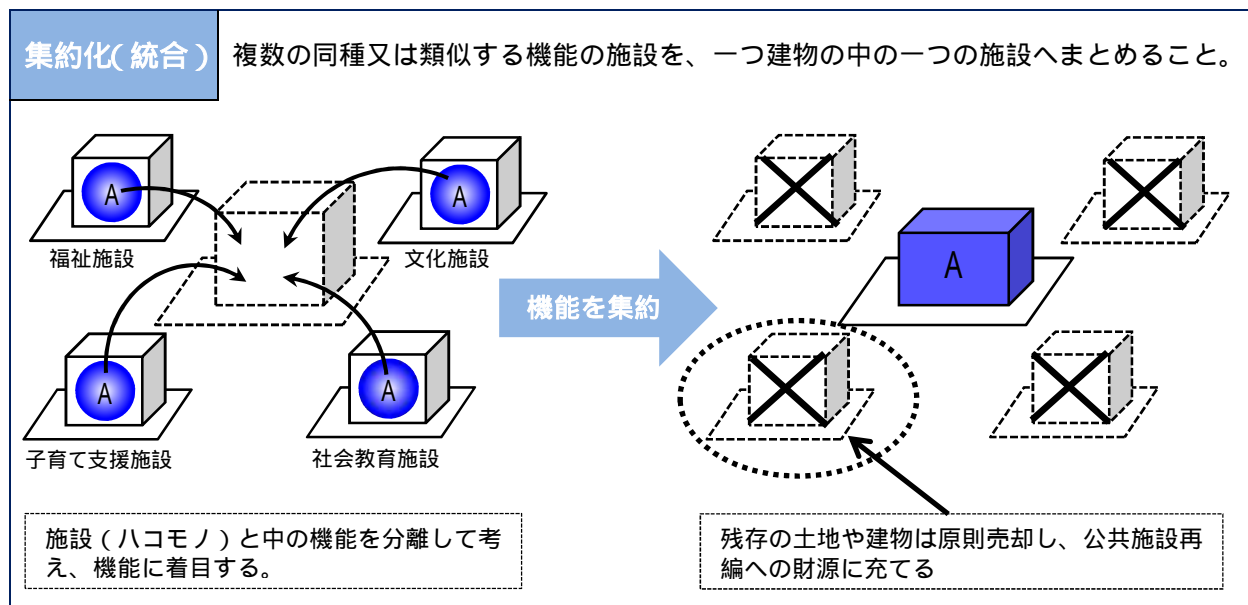 集約化(統合)
複数の同種又は類似する機能の施設を、一つ建物の中の一つの施設へまとめること。
A
福祉施設
A
文化施設
A
子育て支援施設
A
社会教育施設
機能を集約
A
施設(ハコモノ)と中の機能を分離して考
え、機能に着目する。
残存の土地や建物は原則売却し、公共施設再
編への財源に充てる